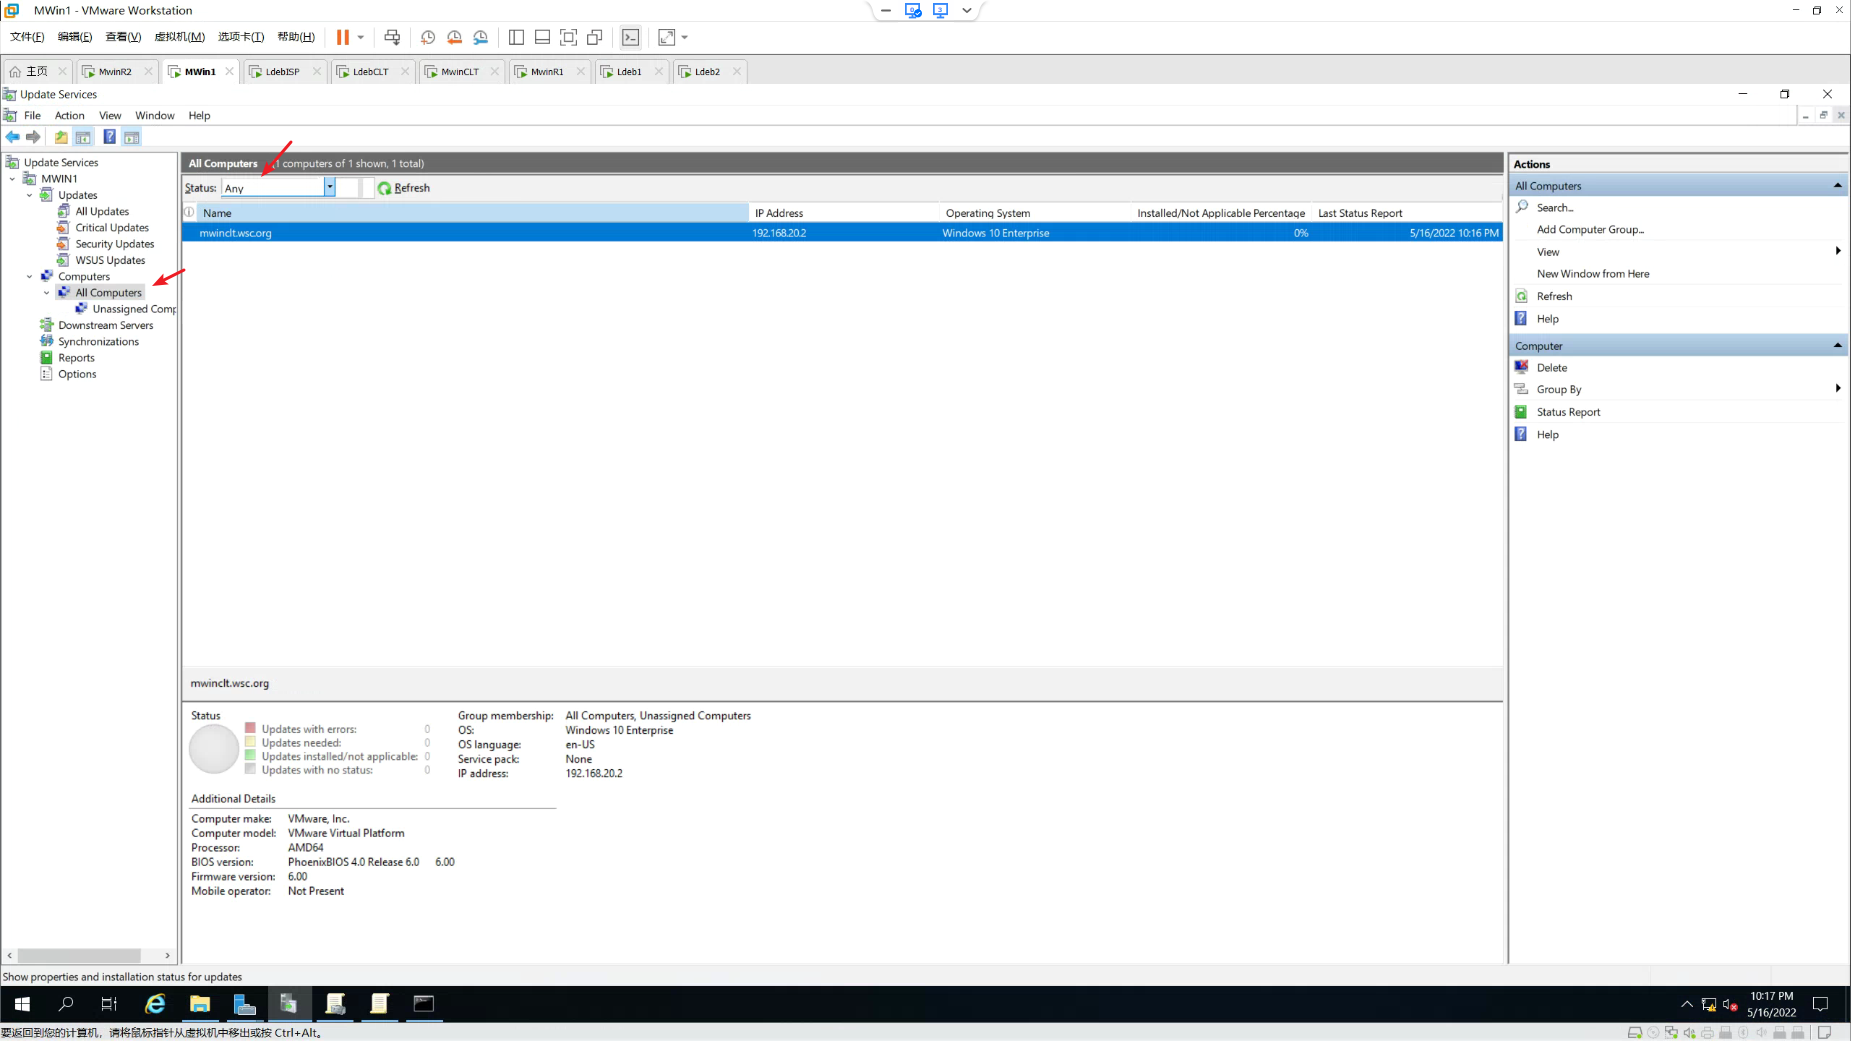 MWin1 - VMware Workstation
文件(F) 编辑(E) 查看(V) 虚拟机(M) 选项卡(T) 帮助(H)
主页 MwinR2 MWin1 LdebISP LdebCLT MwinCLT MwinR1 Ldeb1 Ldeb2
Update Services
File Action View Window Help
Update Services
MWIN1
Updates
All Updates
Critical Updates
Security Updates
WSUS Updates
Computers
All Computers
Unassigned Comp
Downstream Servers
Synchronizations
Reports
Options
All Computers (1 computers of 1 shown, 1 total)
Status: Any Refresh
Name IP Address Operating System Installed/Not Applicable Percentage Last Status Report
mwinclt.wsc.org 192.168.20.2 Windows 10 Enterprise 0% 5/16/2022 10:16 PM
mwinclt.wsc.org
Status
Updates with errors: 0
Updates needed: 0
Updates installed/not applicable: 0
Updates with no status: 0
Group membership: All Computers, Unassigned Computers
OS: Windows 10 Enterprise
OS language: en-US
Service pack: None
IP address: 192.168.20.2
Additional Details
Computer make: VMware, Inc.
Computer model: VMware Virtual Platform
Processor: AMD64
BIOS version: PhoenixBIOS 4.0 Release 6.0 6.00
Firmware version: 6.00
Mobile operator: Not Present
Actions
All Computers
Search...
Add Computer Group...
View
New Window from Here
Refresh
Help
Computer
Delete
Group By
Status Report
Help
Show properties and installation status for updates
10:17 PM
5/16/2022
要返回到您的计算机，请将鼠标指针从虚拟机中移出或按 Ctrl+Alt。